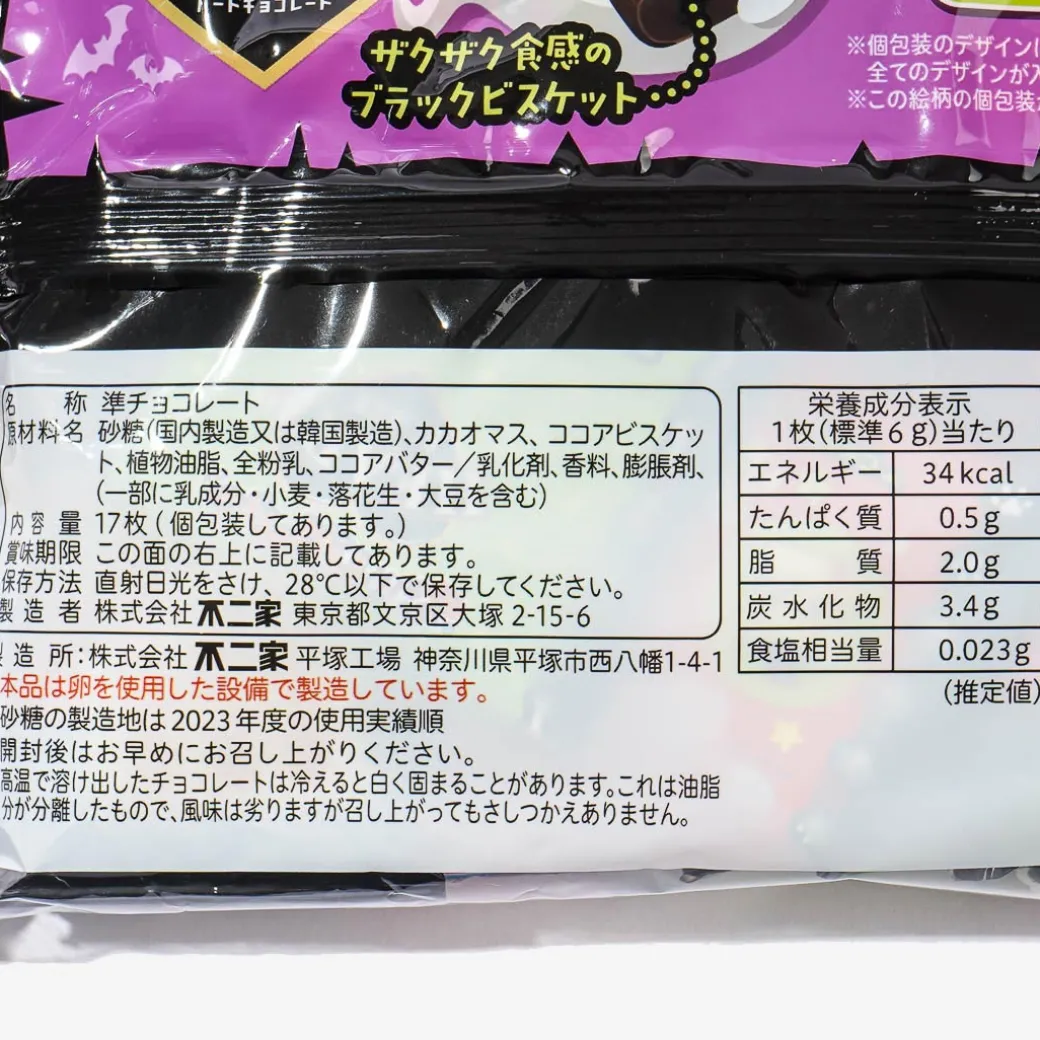 ハートチョコレート
ザクザク食感の
ブラックビスケット
※個包装のデザイン
全てのデザインが
※この絵柄の個包装
名称 準チョコレート
原材料名 砂糖(国内製造又は韓国製造)、カカオマス、ココアビスケッ
ト、植物油脂、全粉乳、ココアバター／乳化剤、香料、膨脹剤、
(一部に乳成分・小麦・落花生・大豆を含む)
内容量 17枚(個包装してあります。)
賞味期限 この面の右上に記載してあります。
保存方法 直射日光をさけ、28℃以下で保存してください。
製造者 株式会社 不二家 東京都文京区大塚 2-15-6
製造所：株式会社 不二家 平塚工場 神奈川県平塚市西八幡1-4-1
本品は卵を使用した設備で製造しています。
砂糖の製造地は2023年度の使用実績順
開封後はお早めにお召し上がりください。
高温で溶け出したチョコレートは冷えると白く固まることがあります。これは油脂
分が分離したもので、風味は劣りますが召し上がってもさしつかえありません。
栄養成分表示
1枚(標準6g)当たり
エネルギー 34kcal
たんぱく質 0.5g
脂質 2.0g
炭水化物 3.4g
食塩相当量 0.023g
(推定値)